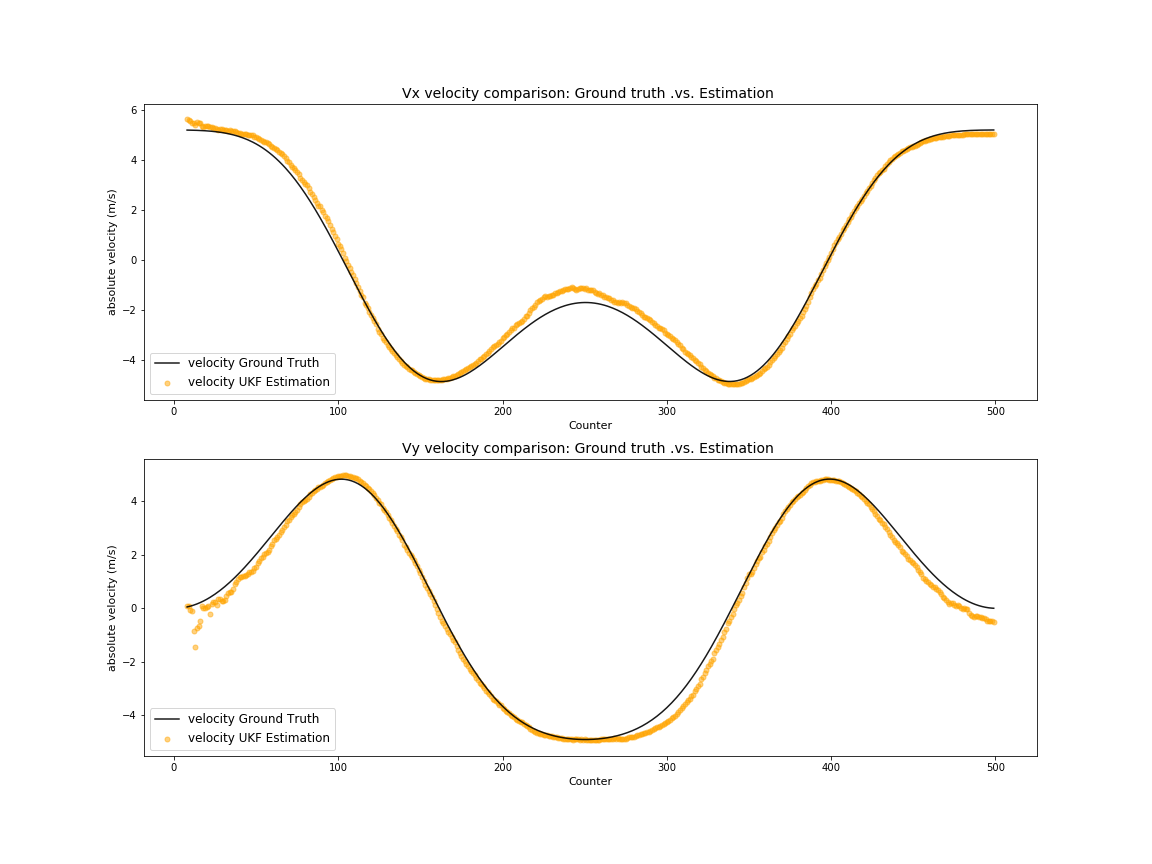 Vx velocity comparison: Ground truth .vs. Estimation
6
4
2
0
−2
−4
absolute velocity (m/s)
velocity Ground Truth
velocity UKF Estimation
0 100 200 300 400 500
Counter
Vy velocity comparison: Ground truth .vs. Estimation
4
2
0
−2
−4
absolute velocity (m/s)
velocity Ground Truth
velocity UKF Estimation
0 100 200 300 400 500
Counter